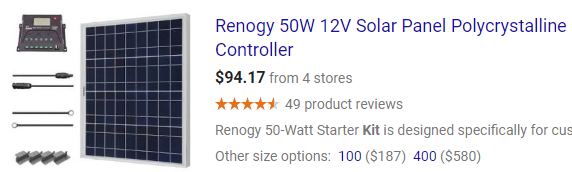 Renogy 50W 12V Solar Panel Polycrystalline
Controller
$94.17 from 4 stores
49 product reviews
Renogy 50-Watt Starter Kit is designed specifically for cus
Other size options: 100 ($187) 400 ($580)